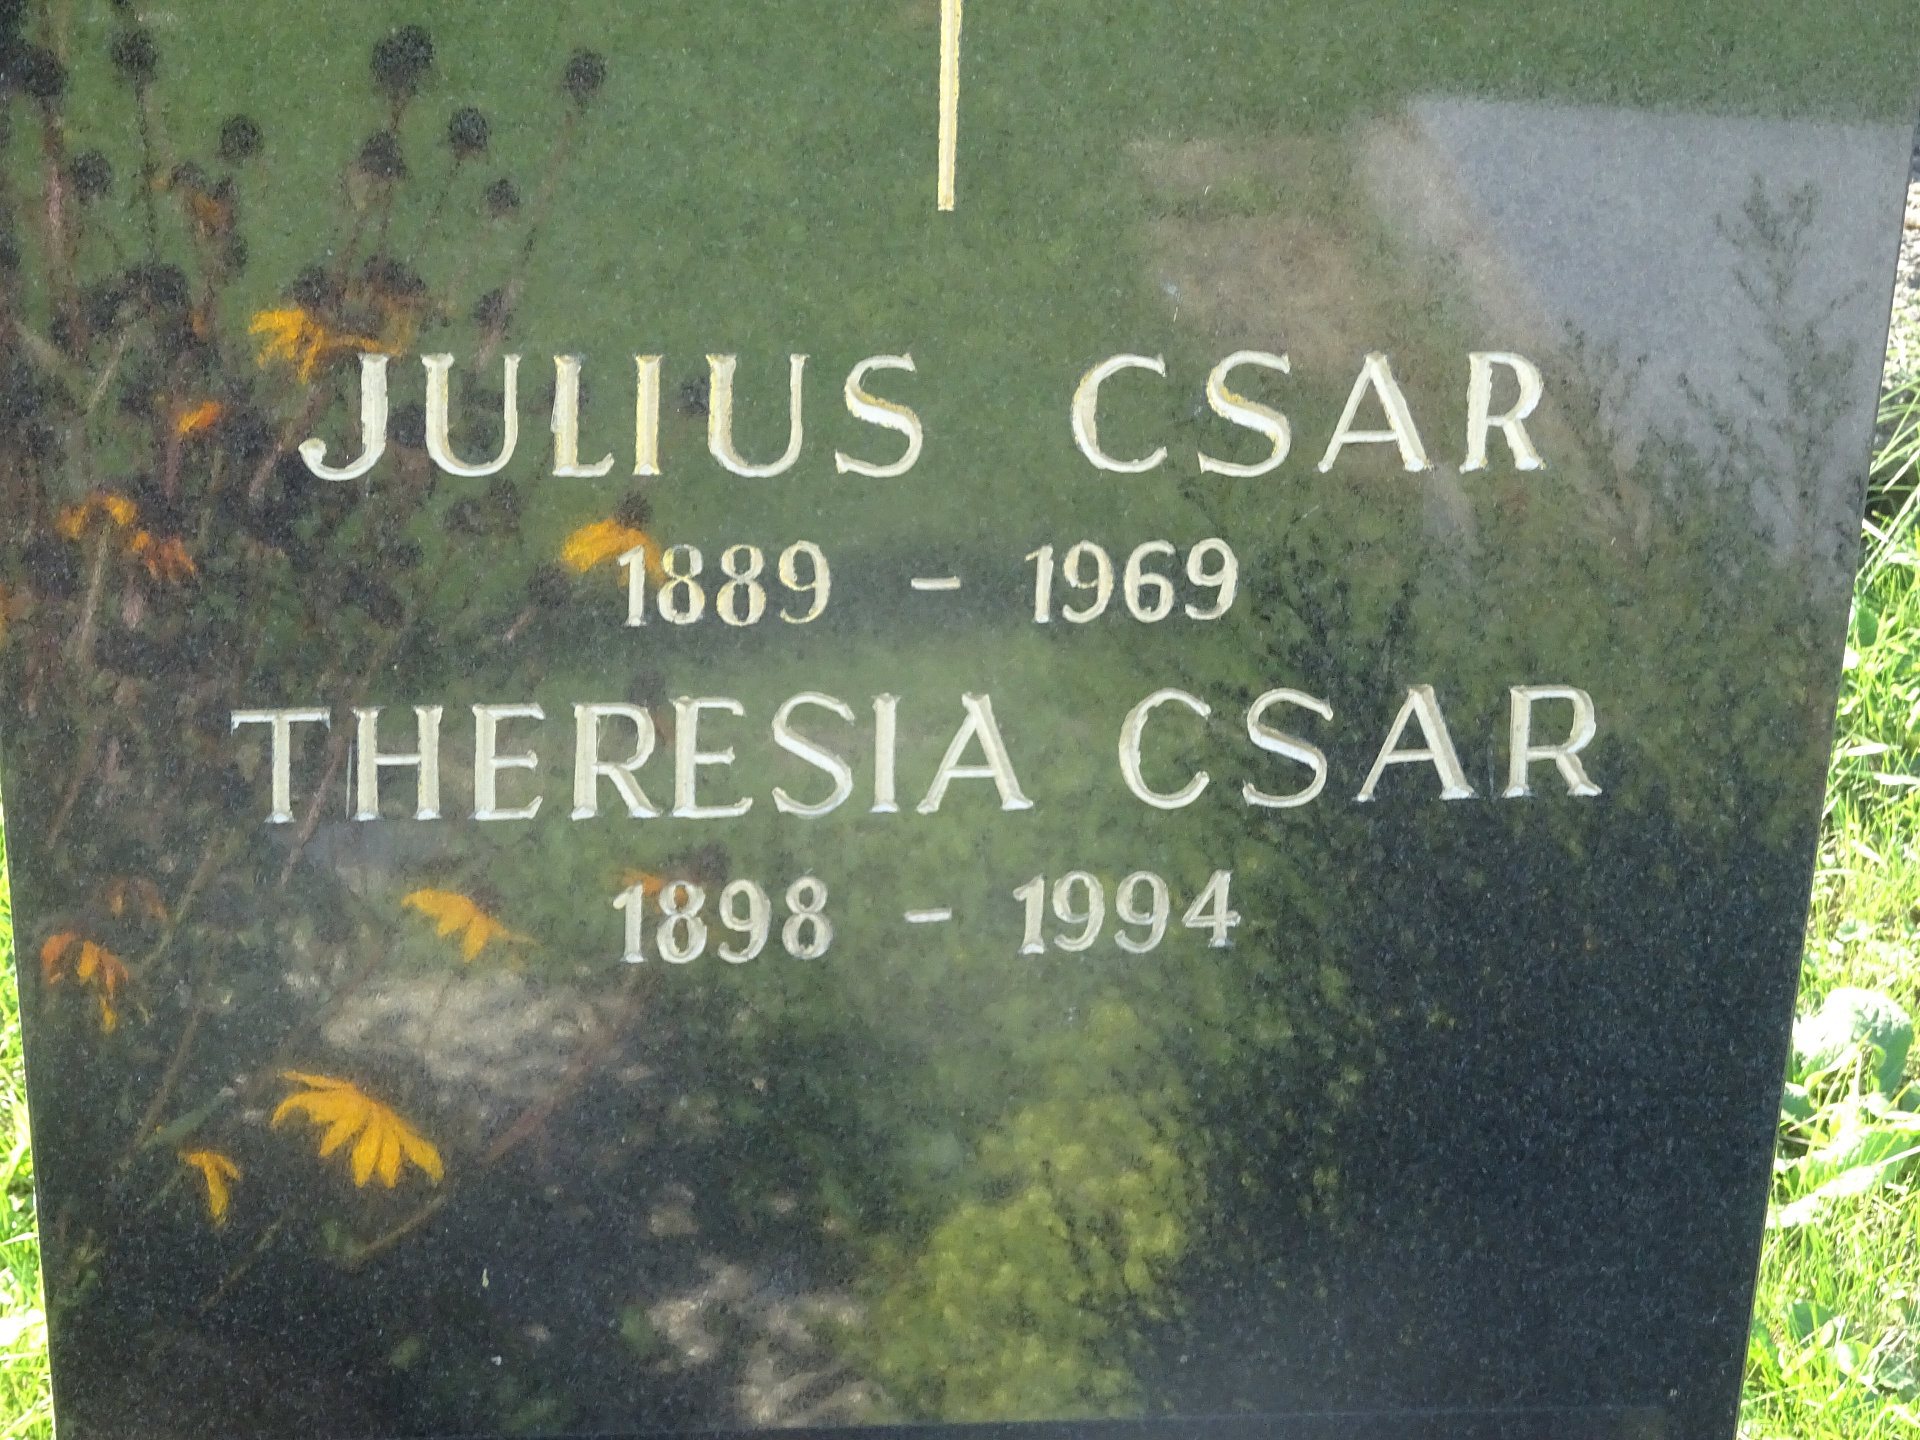 JULIUS CSAR
1889 - 1969
THERESIA CSAR
1898 - 1994